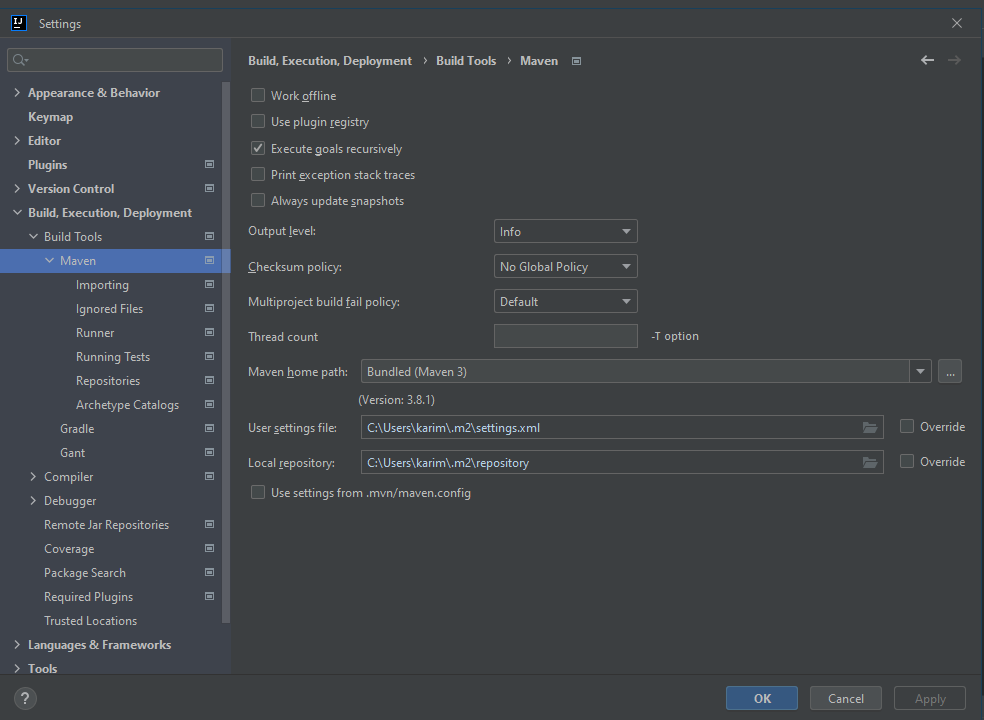 IJ
Settings
Build, Execution, Deployment › Build Tools › Maven
Appearance & Behavior
Keymap
Editor
Plugins
Version Control
Build, Execution, Deployment
Build Tools
Maven
Importing
Ignored Files
Runner
Running Tests
Repositories
Archetype Catalogs
Gradle
Gant
Compiler
Debugger
Remote Jar Repositories
Coverage
Package Search
Required Plugins
Trusted Locations
Languages & Frameworks
Tools
Work offline
Use plugin registry
Execute goals recursively
Print exception stack traces
Always update snapshots
Output level: Info
Checksum policy: No Global Policy
Multiproject build fail policy: Default
Thread count -T option
Maven home path: Bundled (Maven 3) ...
(Version: 3.8.1)
User settings file: C:\Users\karim\.m2\settings.xml Override
Local repository: C:\Users\karim\.m2\repository Override
Use settings from .mvn/maven.config
? OK Cancel Apply